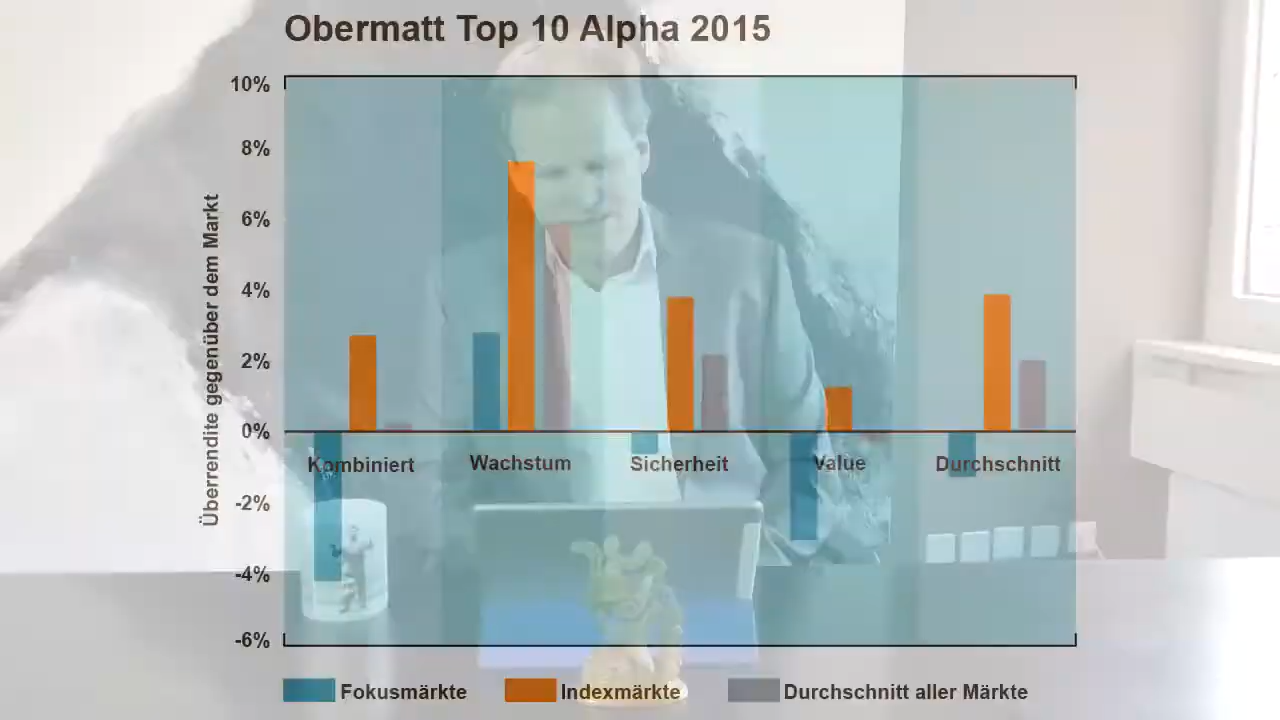 Obermatt Top 10 Alpha 2015
Überrendite gegenüber dem Markt
10%
8%
6%
4%
2%
0%
-2%
-4%
-6%
Kombiniert
Wachstum
Sicherheit
Value
Durchschnitt
Fokusmärkte
Indexmärkte
Durchschnitt aller Märkte